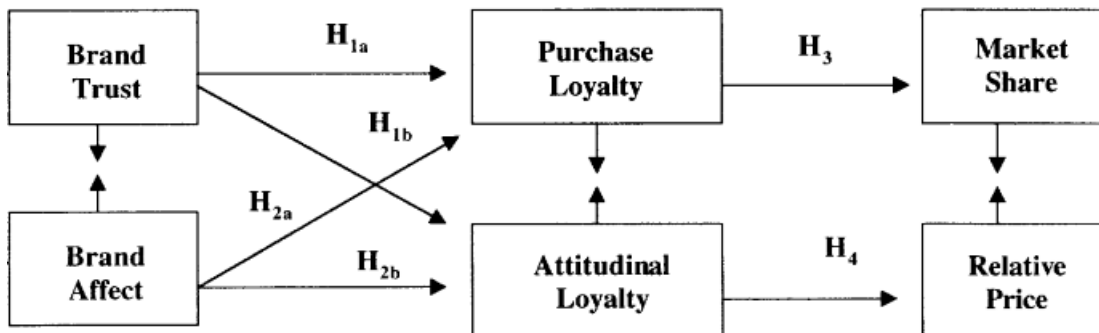 Brand
Trust
H1a
Purchase
Loyalty
H3
Market
Share
H1b
H2a
Brand
Affect
H2b
Attitudinal
Loyalty
H4
Relative
Price